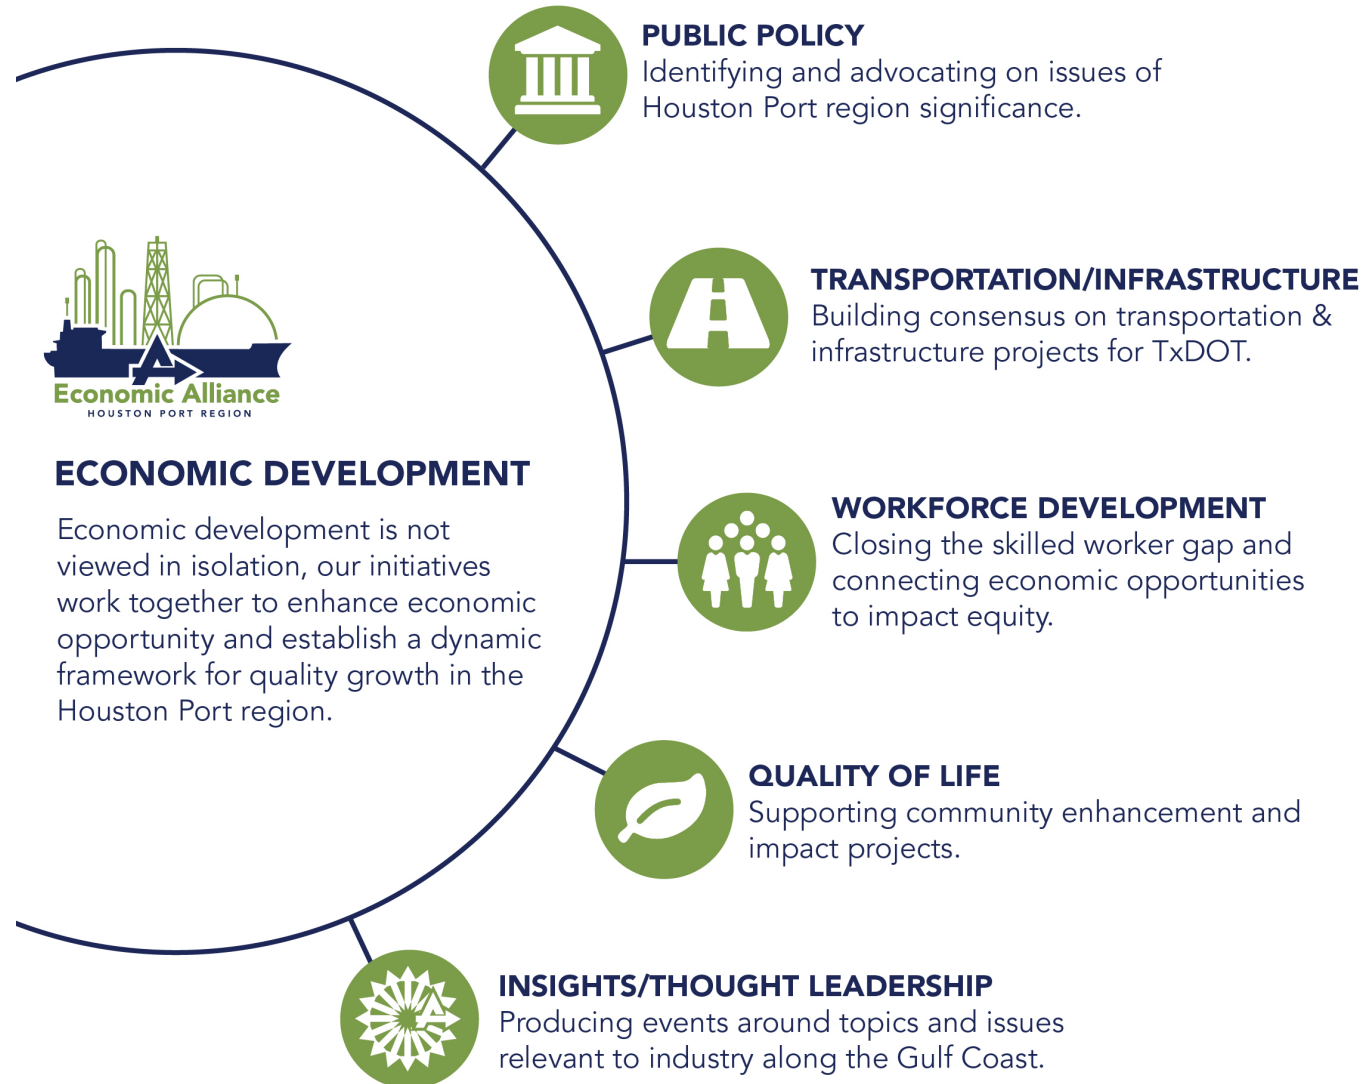 PUBLIC POLICY
Identifying and advocating on issues of
Houston Port region significance.
TRANSPORTATION/INFRASTRUCTURE
Building consensus on transportation &
infrastructure projects for TxDOT.
Economic Alliance
HOUSTON PORT REGION
ECONOMIC DEVELOPMENT
Economic development is not
viewed in isolation, our initiatives
work together to enhance economic
opportunity and establish a dynamic
framework for quality growth in the
Houston Port region.
WORKFORCE DEVELOPMENT
Closing the skilled worker gap and
connecting economic opportunities
to impact equity.
QUALITY OF LIFE
Supporting community enhancement and
impact projects.
INSIGHTS/THOUGHT LEADERSHIP
Producing events around topics and issues
relevant to industry along the Gulf Coast.